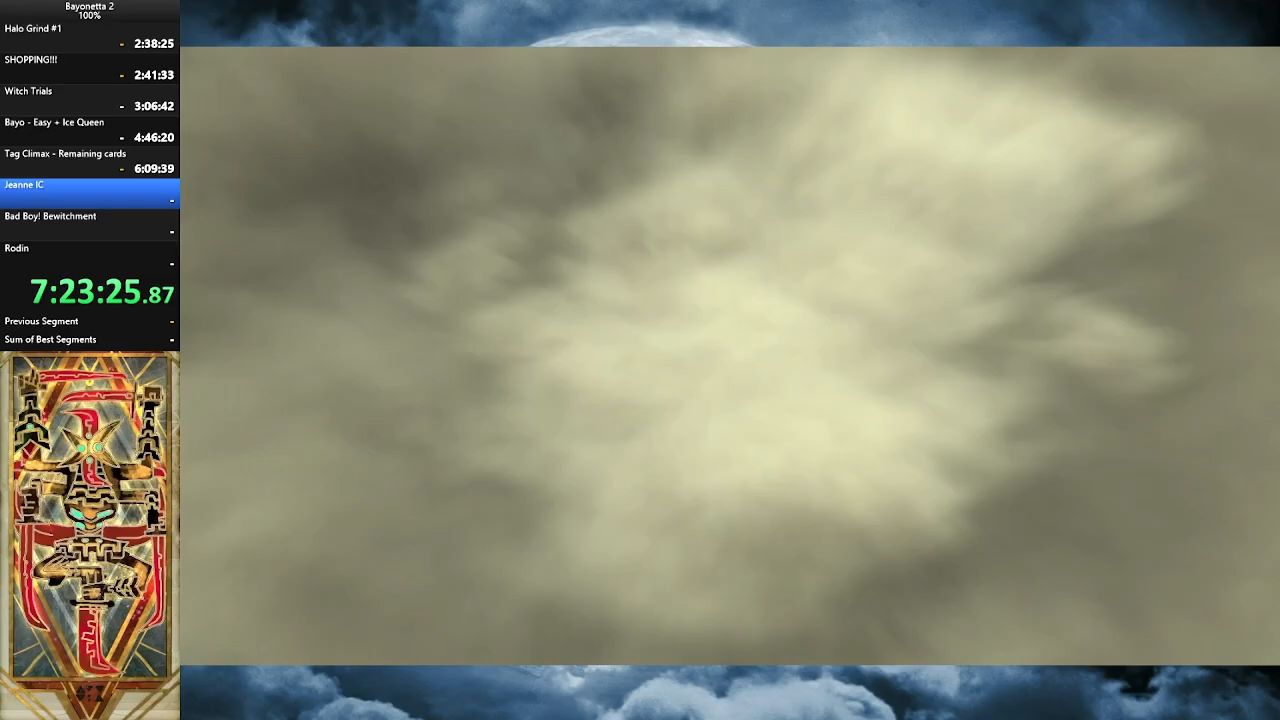 Bayonetta 2
100%
Halo Grind #1
- 2:38:25
SHOPPING!!!
- 2:41:33
Witch Trials
- 3:06:42
Bayo - Easy + Ice Queen
- 4:46:20
Tag Climax - Remaining cards
- 6:09:39
Jeanne IC
-
Bad Boy! Bewitchment
-
Rodin
-
7:23:25.87
Previous Segment -
Sum of Best Segments -